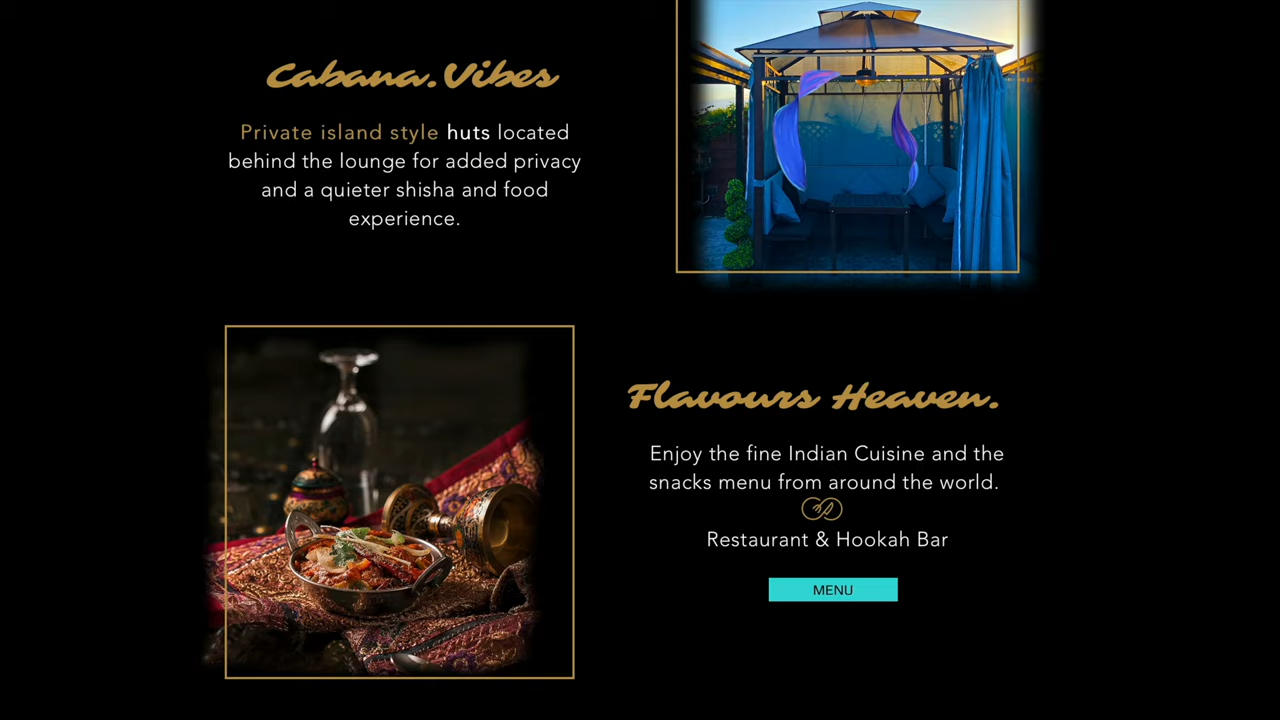 Cabana.Vibes
Private island style huts located
behind the lounge for added privacy
and a quieter shisha and food
experience.
Flavours Heaven.
Enjoy the fine Indian Cuisine and the
snacks menu from around the world.
Restaurant & Hookah Bar
MENU